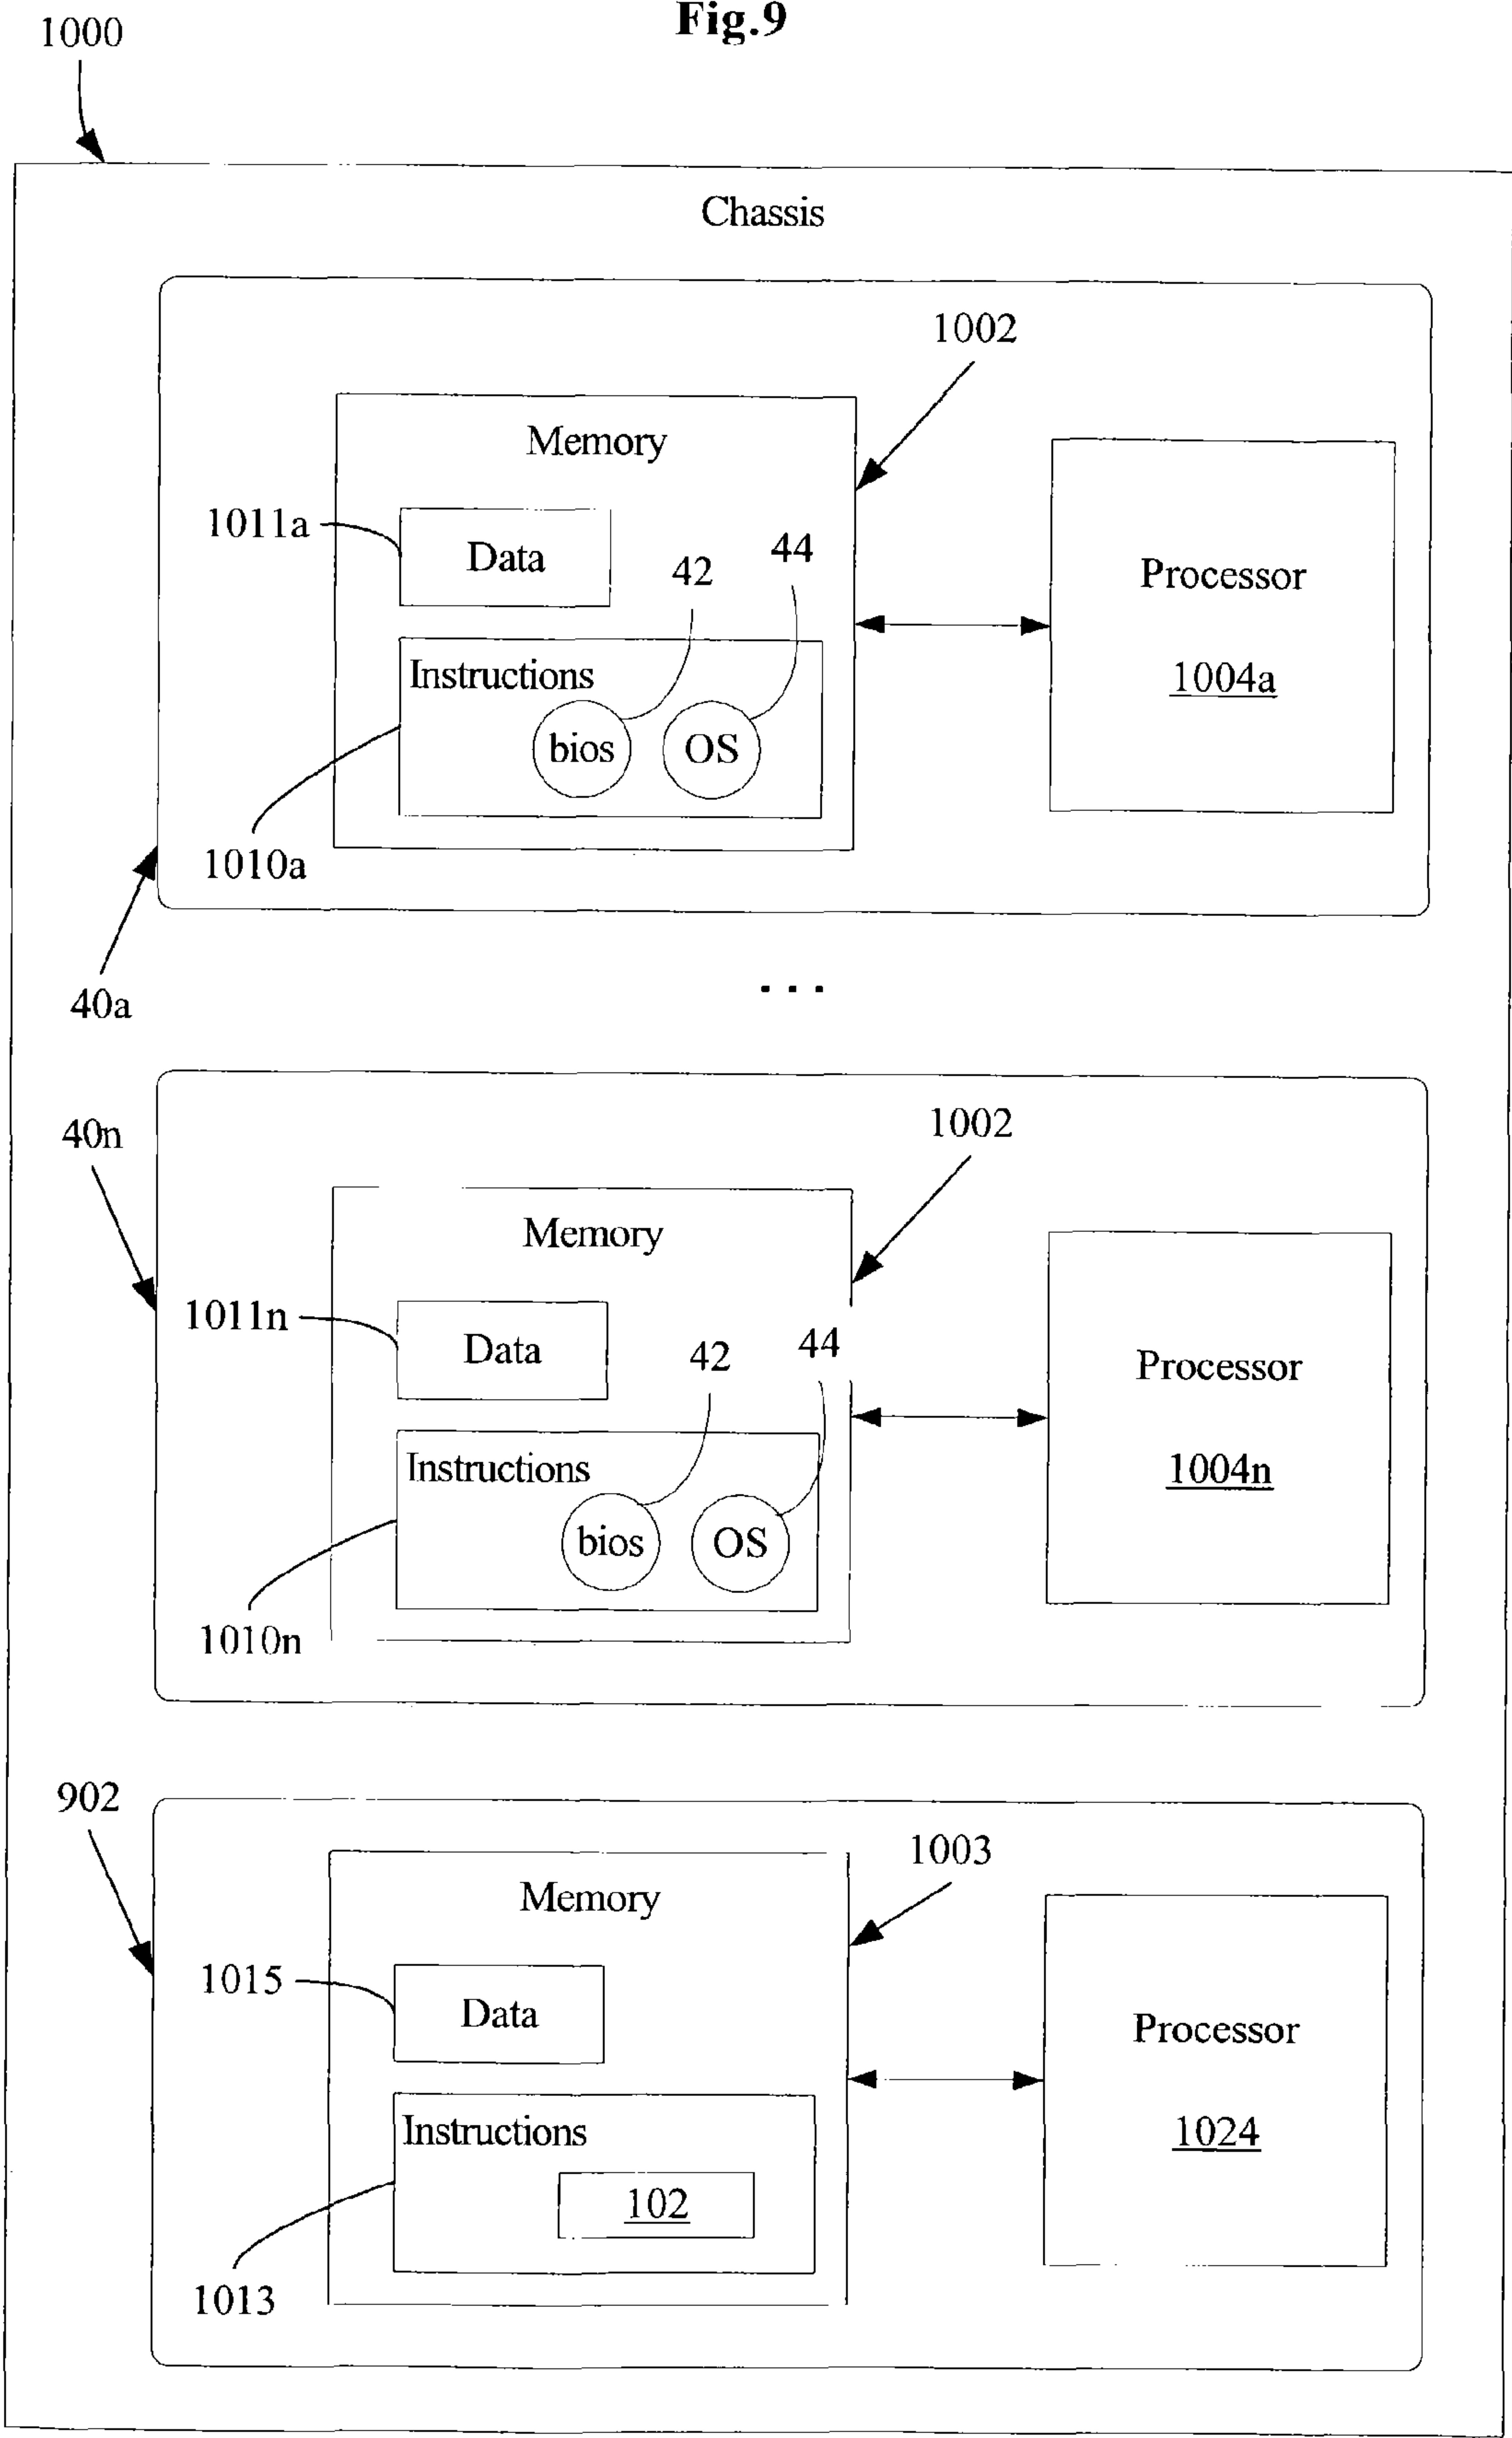 Fig.9
1000
Chassis
1002
Memory
1011a
Data
42
44
Processor
Instructions
1004a
bios
OS
1010a
40a
...
40n
1002
Memory
1011n
Data
42
44
Processor
Instructions
1004n
bios
OS
1010n
902
1003
Memory
1015
Data
Processor
Instructions
1024
102
1013